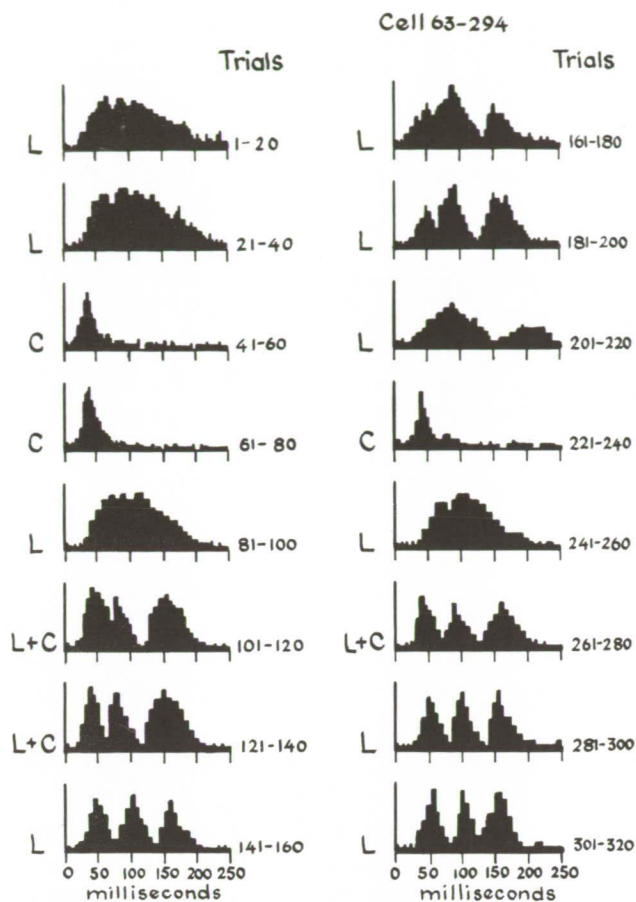 Cell 63-294
Trials
Trials
L 1-20
L 21-40
C 41-60
C 61-80
L 81-100
L+C 101-120
L+C 121-140
L 141-160
0 50 100 150 200 250
milliseconds
L 161-180
L 181-200
L 201-220
C 221-240
L 241-260
L+C 261-280
L 281-300
L 301-320
0 50 100 150 200 250
milliseconds